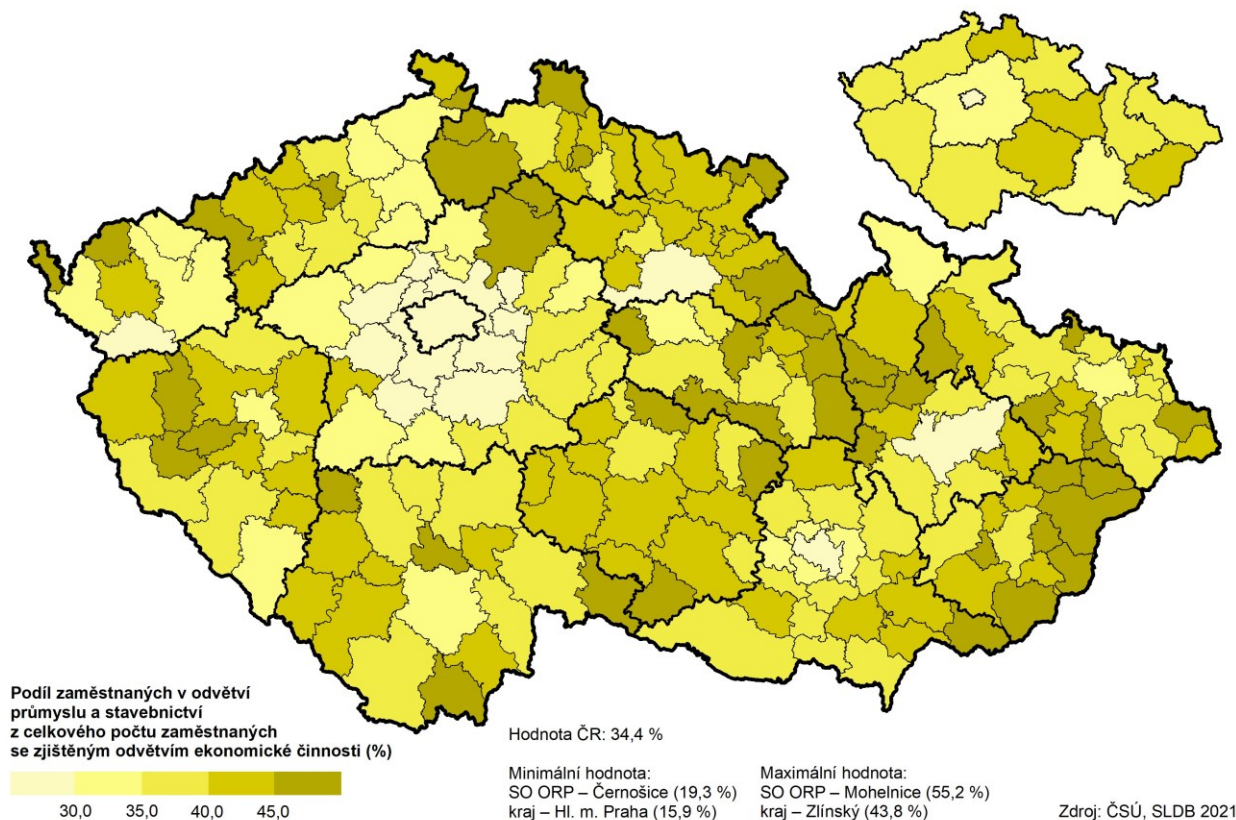 Podíl zaměstnaných v odvětví
průmyslu a stavebnictví
z celkového počtu zaměstnaných
se zjištěným odvětvím ekonomické činnosti (%)
30,0 35,0 40,0 45,0
Hodnota ČR: 34,4 %
Minimální hodnota:
SO ORP – Černošice (19,3 %)
kraj – Hl. m. Praha (15,9 %)
Maximální hodnota:
SO ORP – Mohelnice (55,2 %)
kraj – Zlínský (43,8 %)
Zdroj: ČSÚ, SLDB 2021